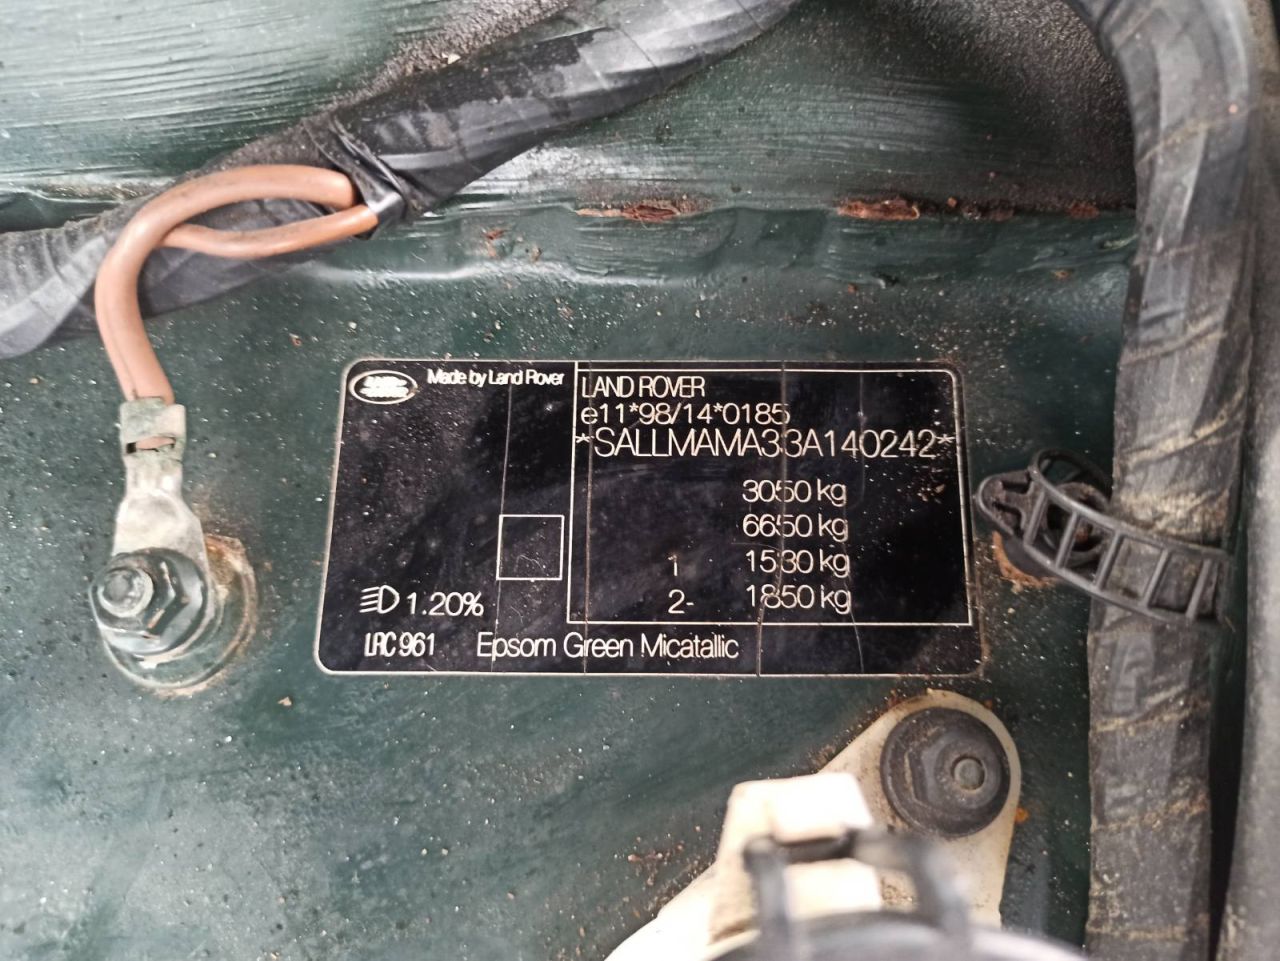 Made by Land Rover
LAND ROVER
e11*98/14*0185
*SALLMAMA33A140242*
3050 kg
6650 kg
1 1530 kg
2- 1850 kg
1.20%
LRC 961 Epsom Green Micatallic